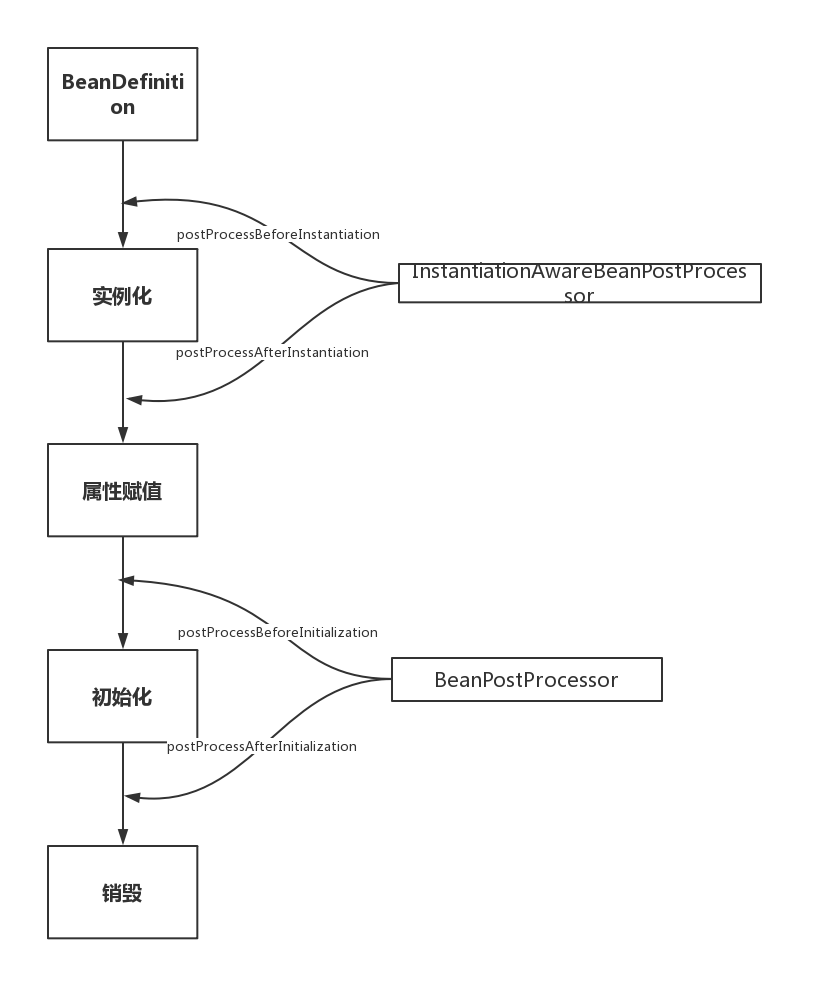 BeanDefiniti
on
postProcessBeforeInstantiation
InstantiationAwareBeanPostProces
sor
实例化
postProcessAfterInstantiation
属性赋值
postProcessBeforeInitialization
BeanPostProcessor
初始化
postProcessAfterInitialization
销毁